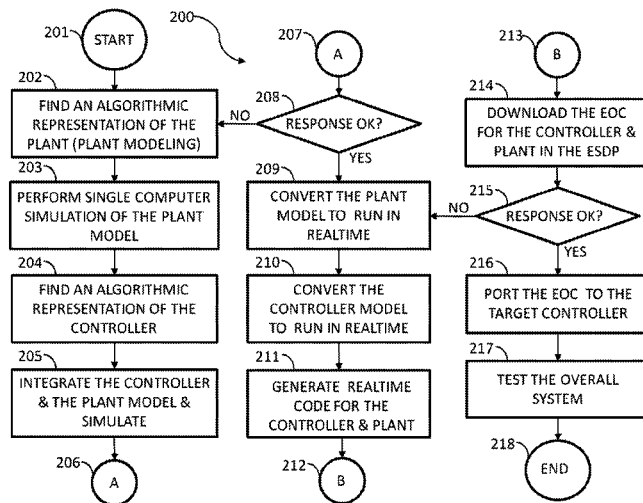 200
201
START
202
FIND AN ALGORITHMIC
REPRESENTATION OF THE
PLANT (PLANT MODELING)
203
PERFORM SINGLE COMPUTER
SIMULATION OF THE PLANT
MODEL
204
FIND AN ALGORITHMIC
REPRESENTATION OF THE
CONTROLLER
205
INTEGRATE THE CONTROLLER
& THE PLANT MODEL &
SIMULATE
206
A
207
A
208
RESPONSE OK?
NO
YES
209
CONVERT THE PLANT
MODEL TO RUN IN
REALTIME
210
CONVERT THE
CONTROLLER MODEL
TO RUN IN REALTIME
211
GENERATE REALTIME
CODE FOR THE
CONTROLLER & PLANT
212
B
213
B
214
DOWNLOAD THE EOC
FOR THE CONTROLLER &
PLANT IN THE ESDP
215
RESPONSE OK?
NO
YES
216
PORT THE EOC TO THE
TARGET CONTROLLER
217
TEST THE OVERALL
SYSTEM
218
END